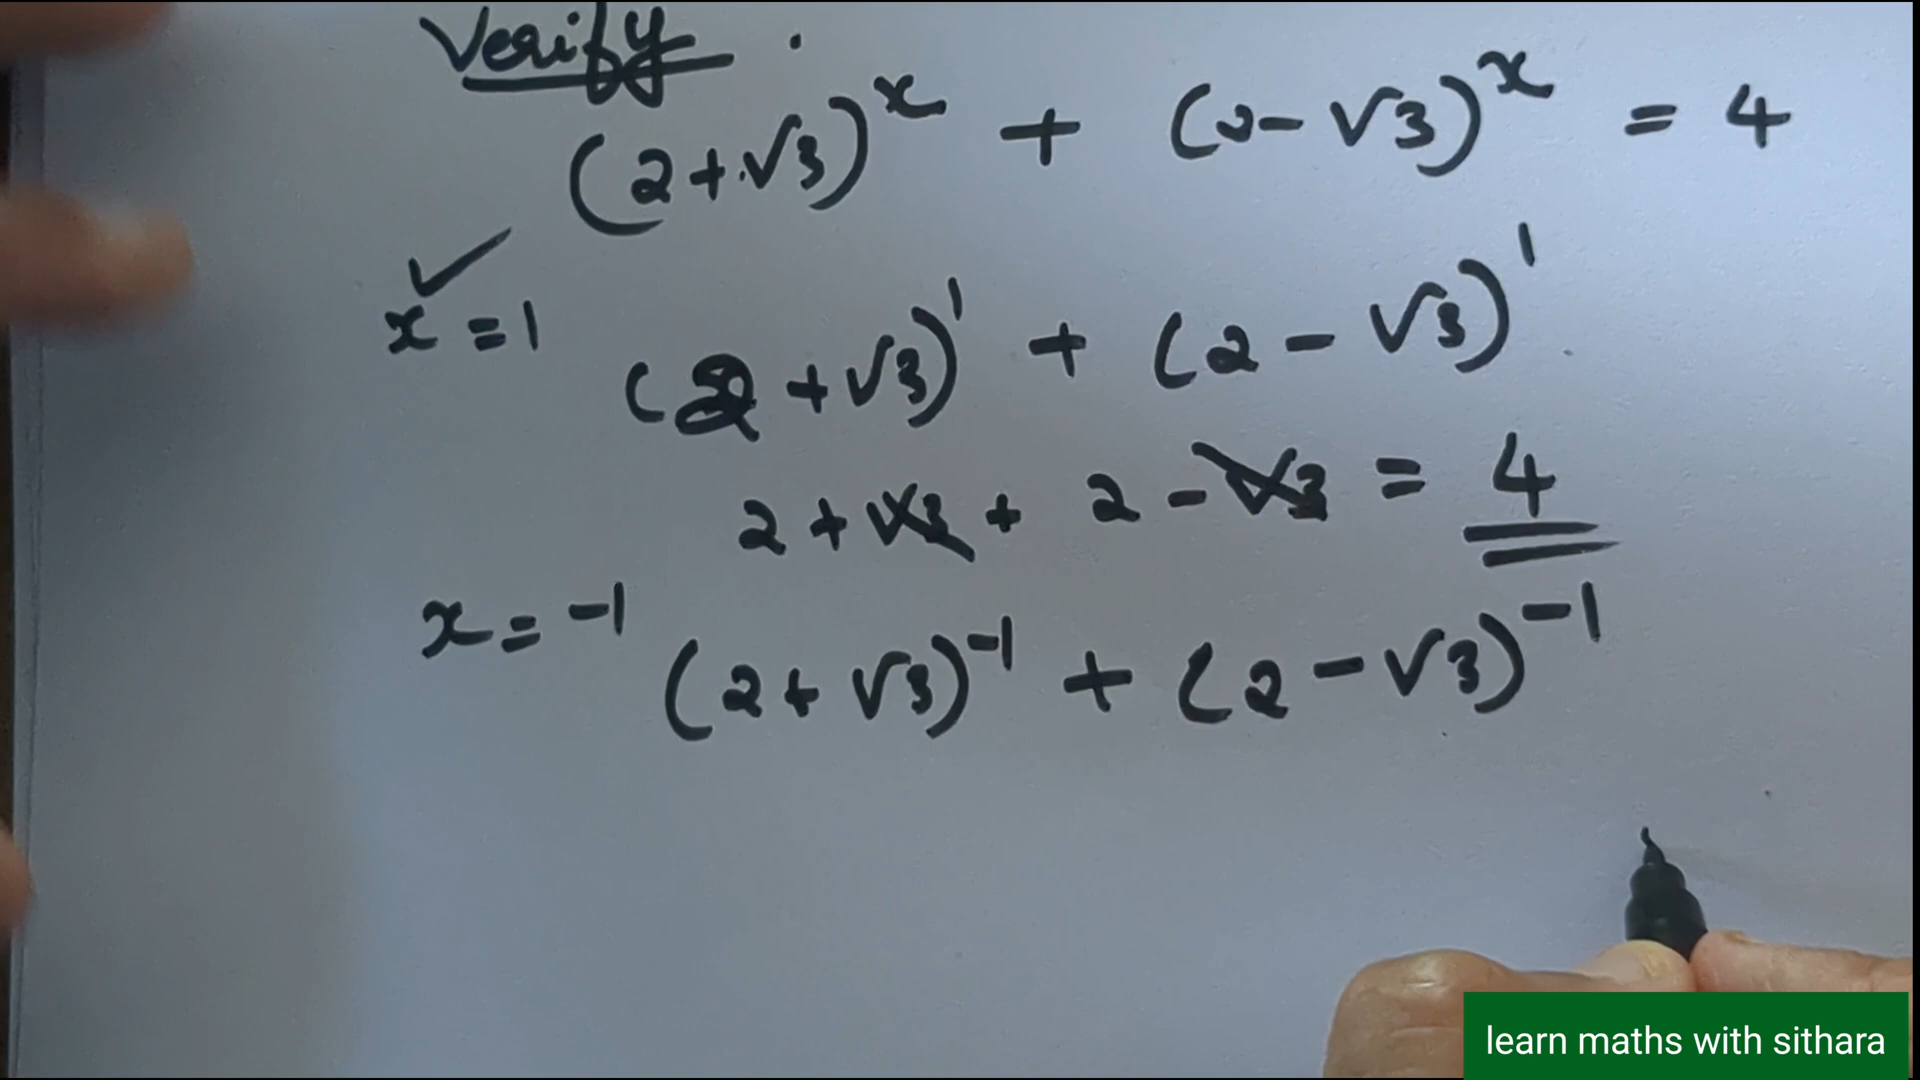 Verify .
(2+√3)^x + (2-√3)^x = 4
x=1 ✓
(2+√3)^1 + (2-√3)^1
2+√3+2-√3 = 4
x=-1 (2+√3)^-1 + (2-√3)^-1
learn maths with sithara